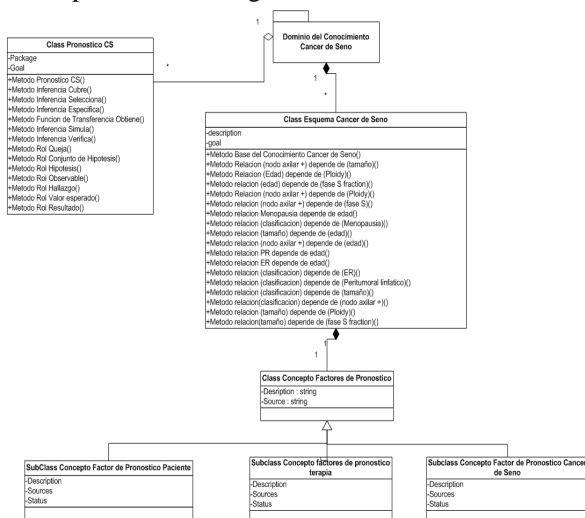 1
Dominio del Conocimiento
Cancer de Seno
Class Pronostico CS
-Package
-Goal
+Metodo Pronostico CS()
+Metodo Inferencia Cubre()
+Metodo Inferencia Selecciona()
+Metodo Inferencia Especifica()
+Metodo Funcion de Transferencia Obtiene()
+Metodo Inferencia Simula()
+Metodo Inferencia Verifica()
+Metodo Rol Queja()
+Metodo Rol Conjunto de Hipotesis()
+Metodo Rol Hipotesis()
+Metodo Rol Observable()
+Metodo Rol Hallazgo()
+Metodo Rol Valor esperado()
+Metodo Rol Resultado()
*
1
*
Class Esquema Cancer de Seno
-description
-goal
+Metodo Base del Conocimiento Cancer de Seno()
+Metodo Relacion (nodo axilar +) depende de (tamaño)()
+Metodo Relacion (Edad) depende de (Ploidy)()
+Metodo relacion (edad) depende de (fase S fraction)()
+Metodo Relacion (nodo axilar +) depende de (Ploidy)()
+Metodo relacion (nodo axilar +) depende de (fase S)()
+Metodo relacion Menopausia depende de edad()
+Metodo relacion (clasificacion) depende de (Menopausia)()
+Metodo relacion (tamaño) depende de (edad)()
+Metodo relacion (nodo axilar +) depende de (edad)()
+Metodo relacion PR depende de edad()
+Metodo relacion ER depende de edad()
+Metodo relacion (clasificacion) depende de (ER)()
+Metodo relacion (clasificacion) depende de (Peritumoral linfatico)()
+Metodo relacion (clasificacion) depende de (tamaño)()
+Metodo relacion(clasificacion) depende de (nodo axilar +)()
+Metodo relacion (tamaño) depende de (Ploidy)()
+Metodo relacion(tamaño) depende de (fase S fraction)()
1
1
Class Concepto Factores de Pronostico
-Desription : string
-Source : string
SubClass Concepto Factor de Pronostico Paciente
-Description
-Sources
-Status
Subclass Concepto factores de pronostico
terapia
-Description
-Sources
-Status
Subclass Concepto Factor de Pronostico Cancer
de Seno
-Description
-Sources
-Status